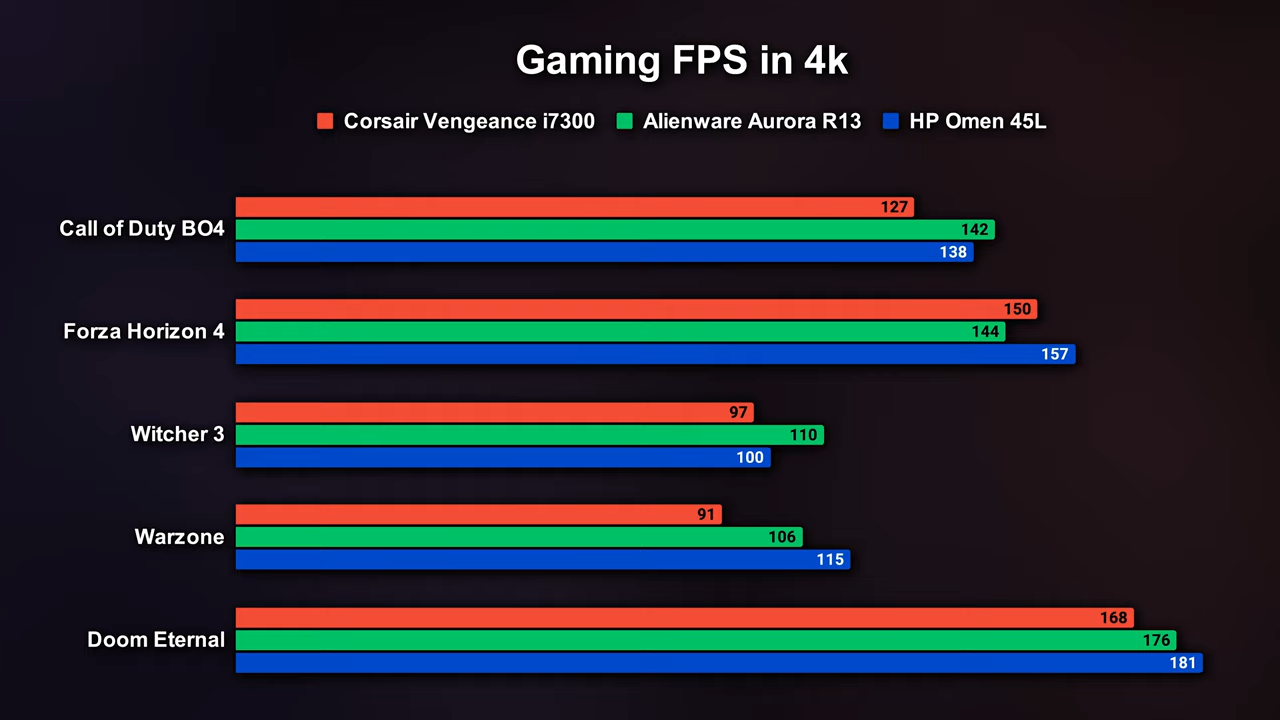 Gaming FPS in 4k
Corsair Vengeance i7300 Alienware Aurora R13 HP Omen 45L
Call of Duty BO4
127
142
138
Forza Horizon 4
150
144
157
Witcher 3
97
110
100
Warzone
91
106
115
Doom Eternal
168
176
181